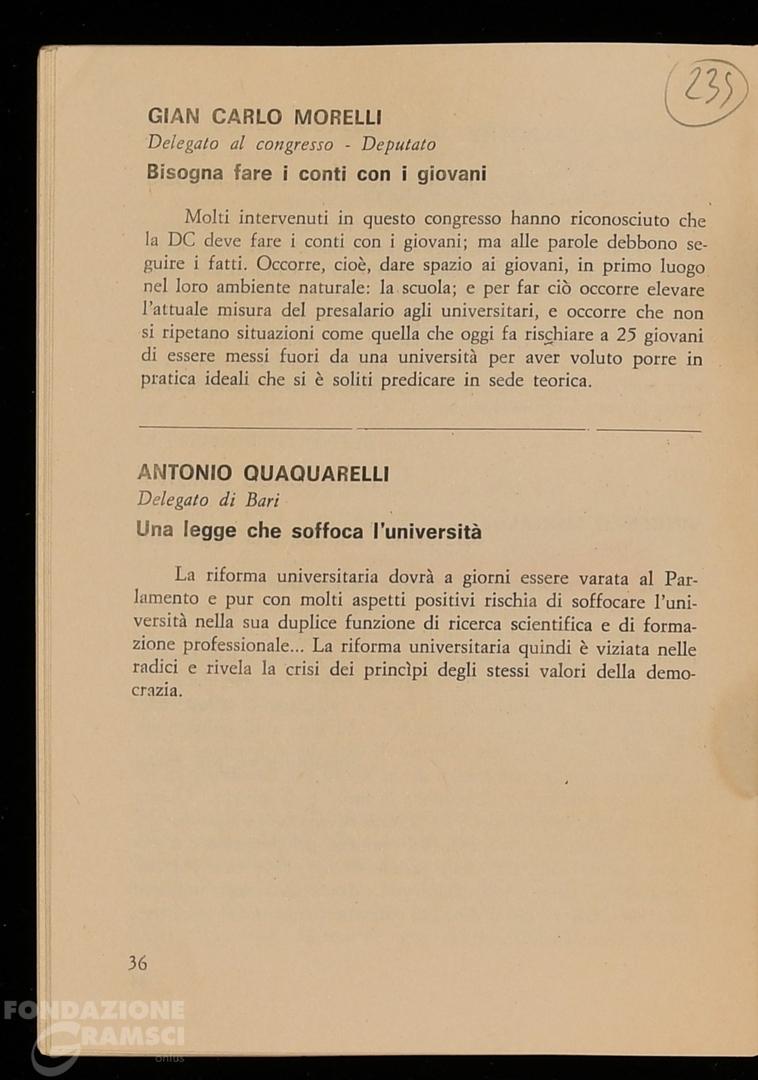 235
GIAN CARLO MORELLI
Delegato al congresso - Deputato
Bisogna fare i conti con i giovani
Molti intervenuti in questo congresso hanno riconosciuto che
la DC deve fare i conti con i giovani; ma alle parole debbono se-
guire i fatti. Occorre, cioè, dare spazio ai giovani, in primo luogo
nel loro ambiente naturale: la scuola; e per far ciò occorre elevare
l'attuale misura del presalario agli universitari, e occorre che non
si ripetano situazioni come quella che oggi fa rischiare a 25 giovani
di essere messi fuori da una università per aver voluto porre in
pratica ideali che si è soliti predicare in sede teorica.
ANTONIO QUAQUARELLI
Delegato di Bari
Una legge che soffoca l'università
La riforma universitaria dovrà a giorni essere varata al Par-
lamento e pur con molti aspetti positivi rischia di soffocare l'uni-
versità nella sua duplice funzione di ricerca scientifica e di forma-
zione professionale... La riforma universitaria quindi è viziata nelle
radici e rivela la crisi dei princìpi degli stessi valori della demo-
crazia.
36
FONDAZIONE
GRAMSCI
onlus